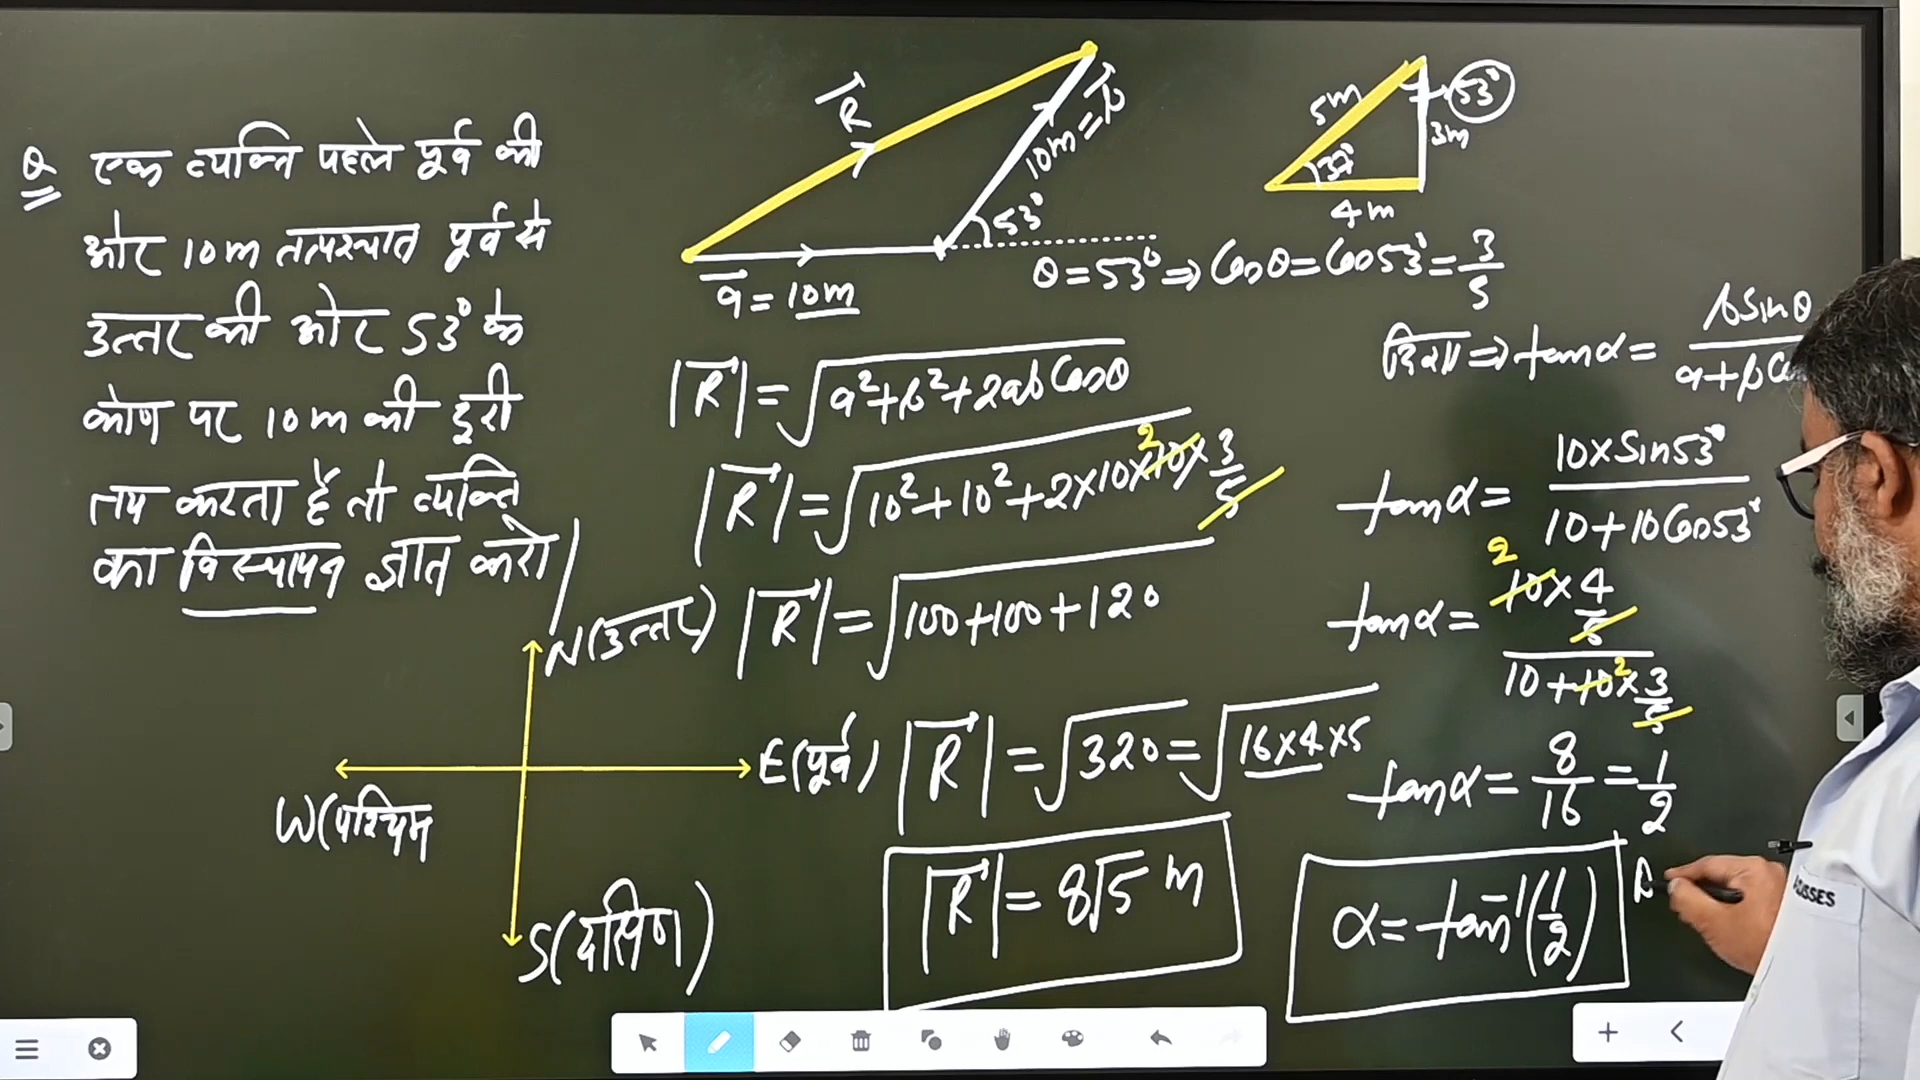 Q एक व्यक्ति पहले पूर्व की
ओर 10m तत्पश्चात पूर्व से
उत्तर की ओर 53° के
कोण पर 10m की दूरी
तय करता हैं तो व्यक्ति
का विस्थापन ज्ञात करो।
N(उत्तर)
E(पूर्व)
W(पश्चिम
S(दक्षिण)
R
10m = b
53°
a = 10m
5m
53°
3m
37°
4m
θ = 53° ⇒ Cosθ = Cos53° = 3/5
|R| = √a²+b²+2abCosθ
|R| = √10²+10²+2×10×10×3/5
2
|R| = √100+100+120
|R| = √320 = √16×4×5
|R| = 8√5 m
दिशा ⇒ tanα = bSinθ / a+bCo
tanα = 10×Sin53° / 10+10Cos53°
2
tanα = 10×4/5 / 10+10×3/5
2
tanα = 8/16 = 1/2
α = tan⁻¹(1/2)